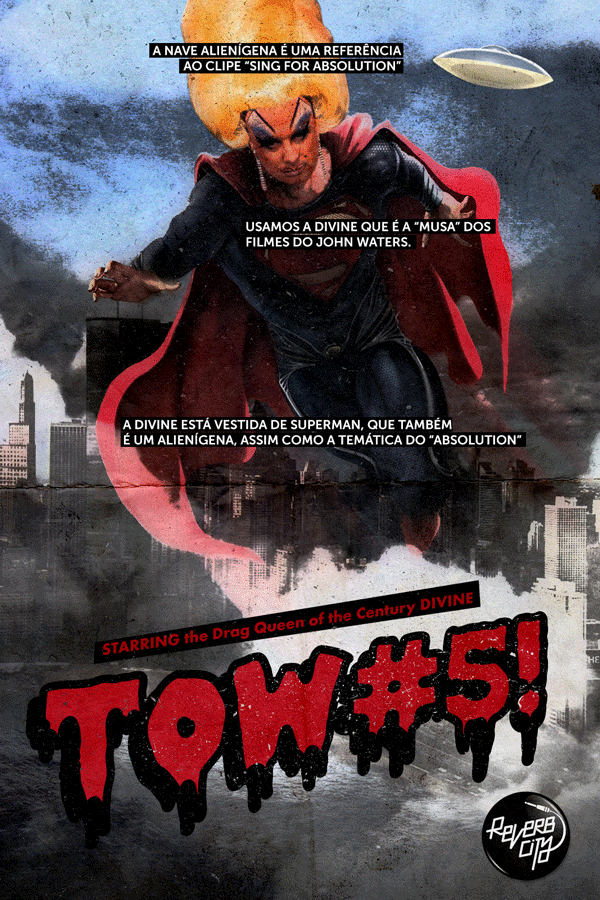 A NAVE ALIENÍGENA É UMA REFERÊNCIA
AO CLIPE “SING FOR ABSOLUTION”
USAMOS A DIVINE QUE É A “MUSA” DOS
FILMES DO JOHN WATERS.
A DIVINE ESTÁ VESTIDA DE SUPERMAN, QUE TAMBÉM
É UM ALIENÍGENA, ASSIM COMO A TEMÁTICA DO “ABSOLUTION”
STARRING the Drag Queen of the Century DIVINE
TOW#5!
REVERB
CITY